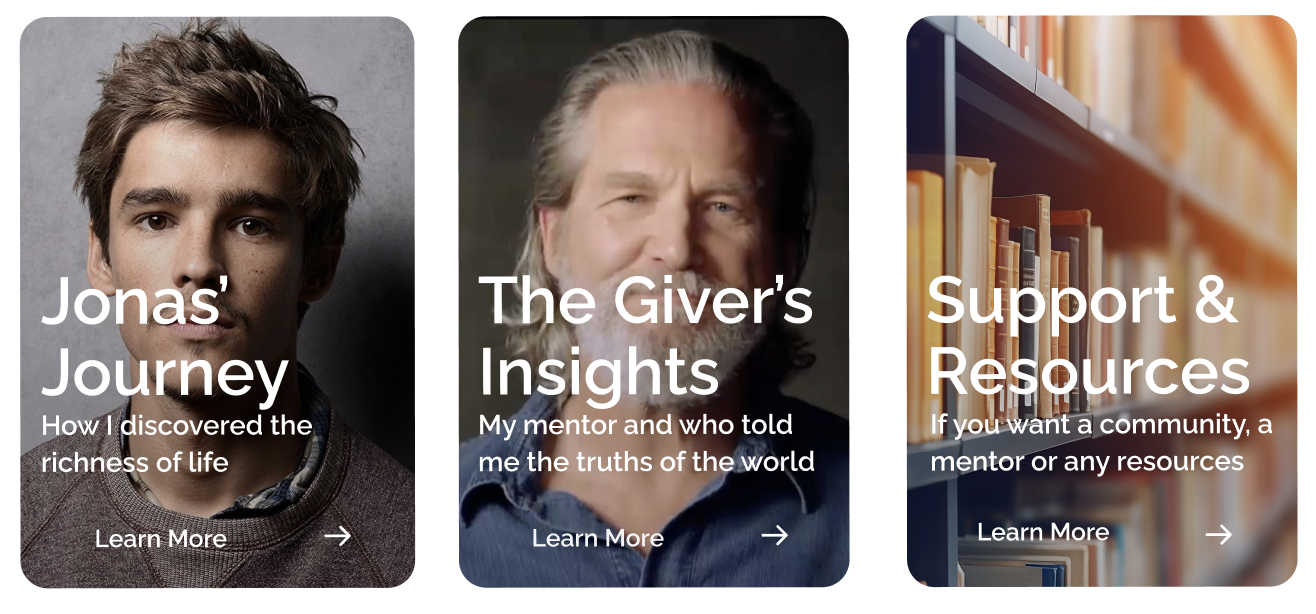 Jonas’
Journey
How I discovered the
richness of life
Learn More
The Giver’s
Insights
My mentor and who told
me the truths of the world
Learn More
Support &
Resources
If you want a community, a
mentor or any resources
Learn More